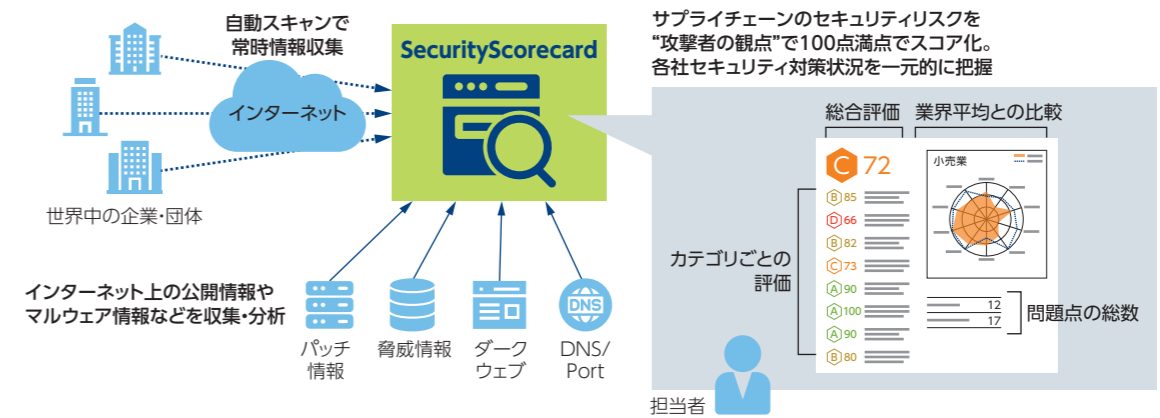 自動スキャンで
常時情報収集
インターネット
世界中の企業・団体
SecurityScorecard
インターネット上の公開情報や
マルウェア情報などを収集・分析
パッチ
情報
脅威情報
ダーク
ウェブ
DNS
DNS/
Port
サプライチェーンのセキュリティリスクを
“攻撃者の観点”で100点満点でスコア化。
各社セキュリティ対策状況を一元的に把握
総合評価
業界平均との比較
C 72
B 85
D 66
B 82
C 73
A 90
A 100
A 90
B 80
カテゴリごとの
評価
小売業
12
17
問題点の総数
担当者